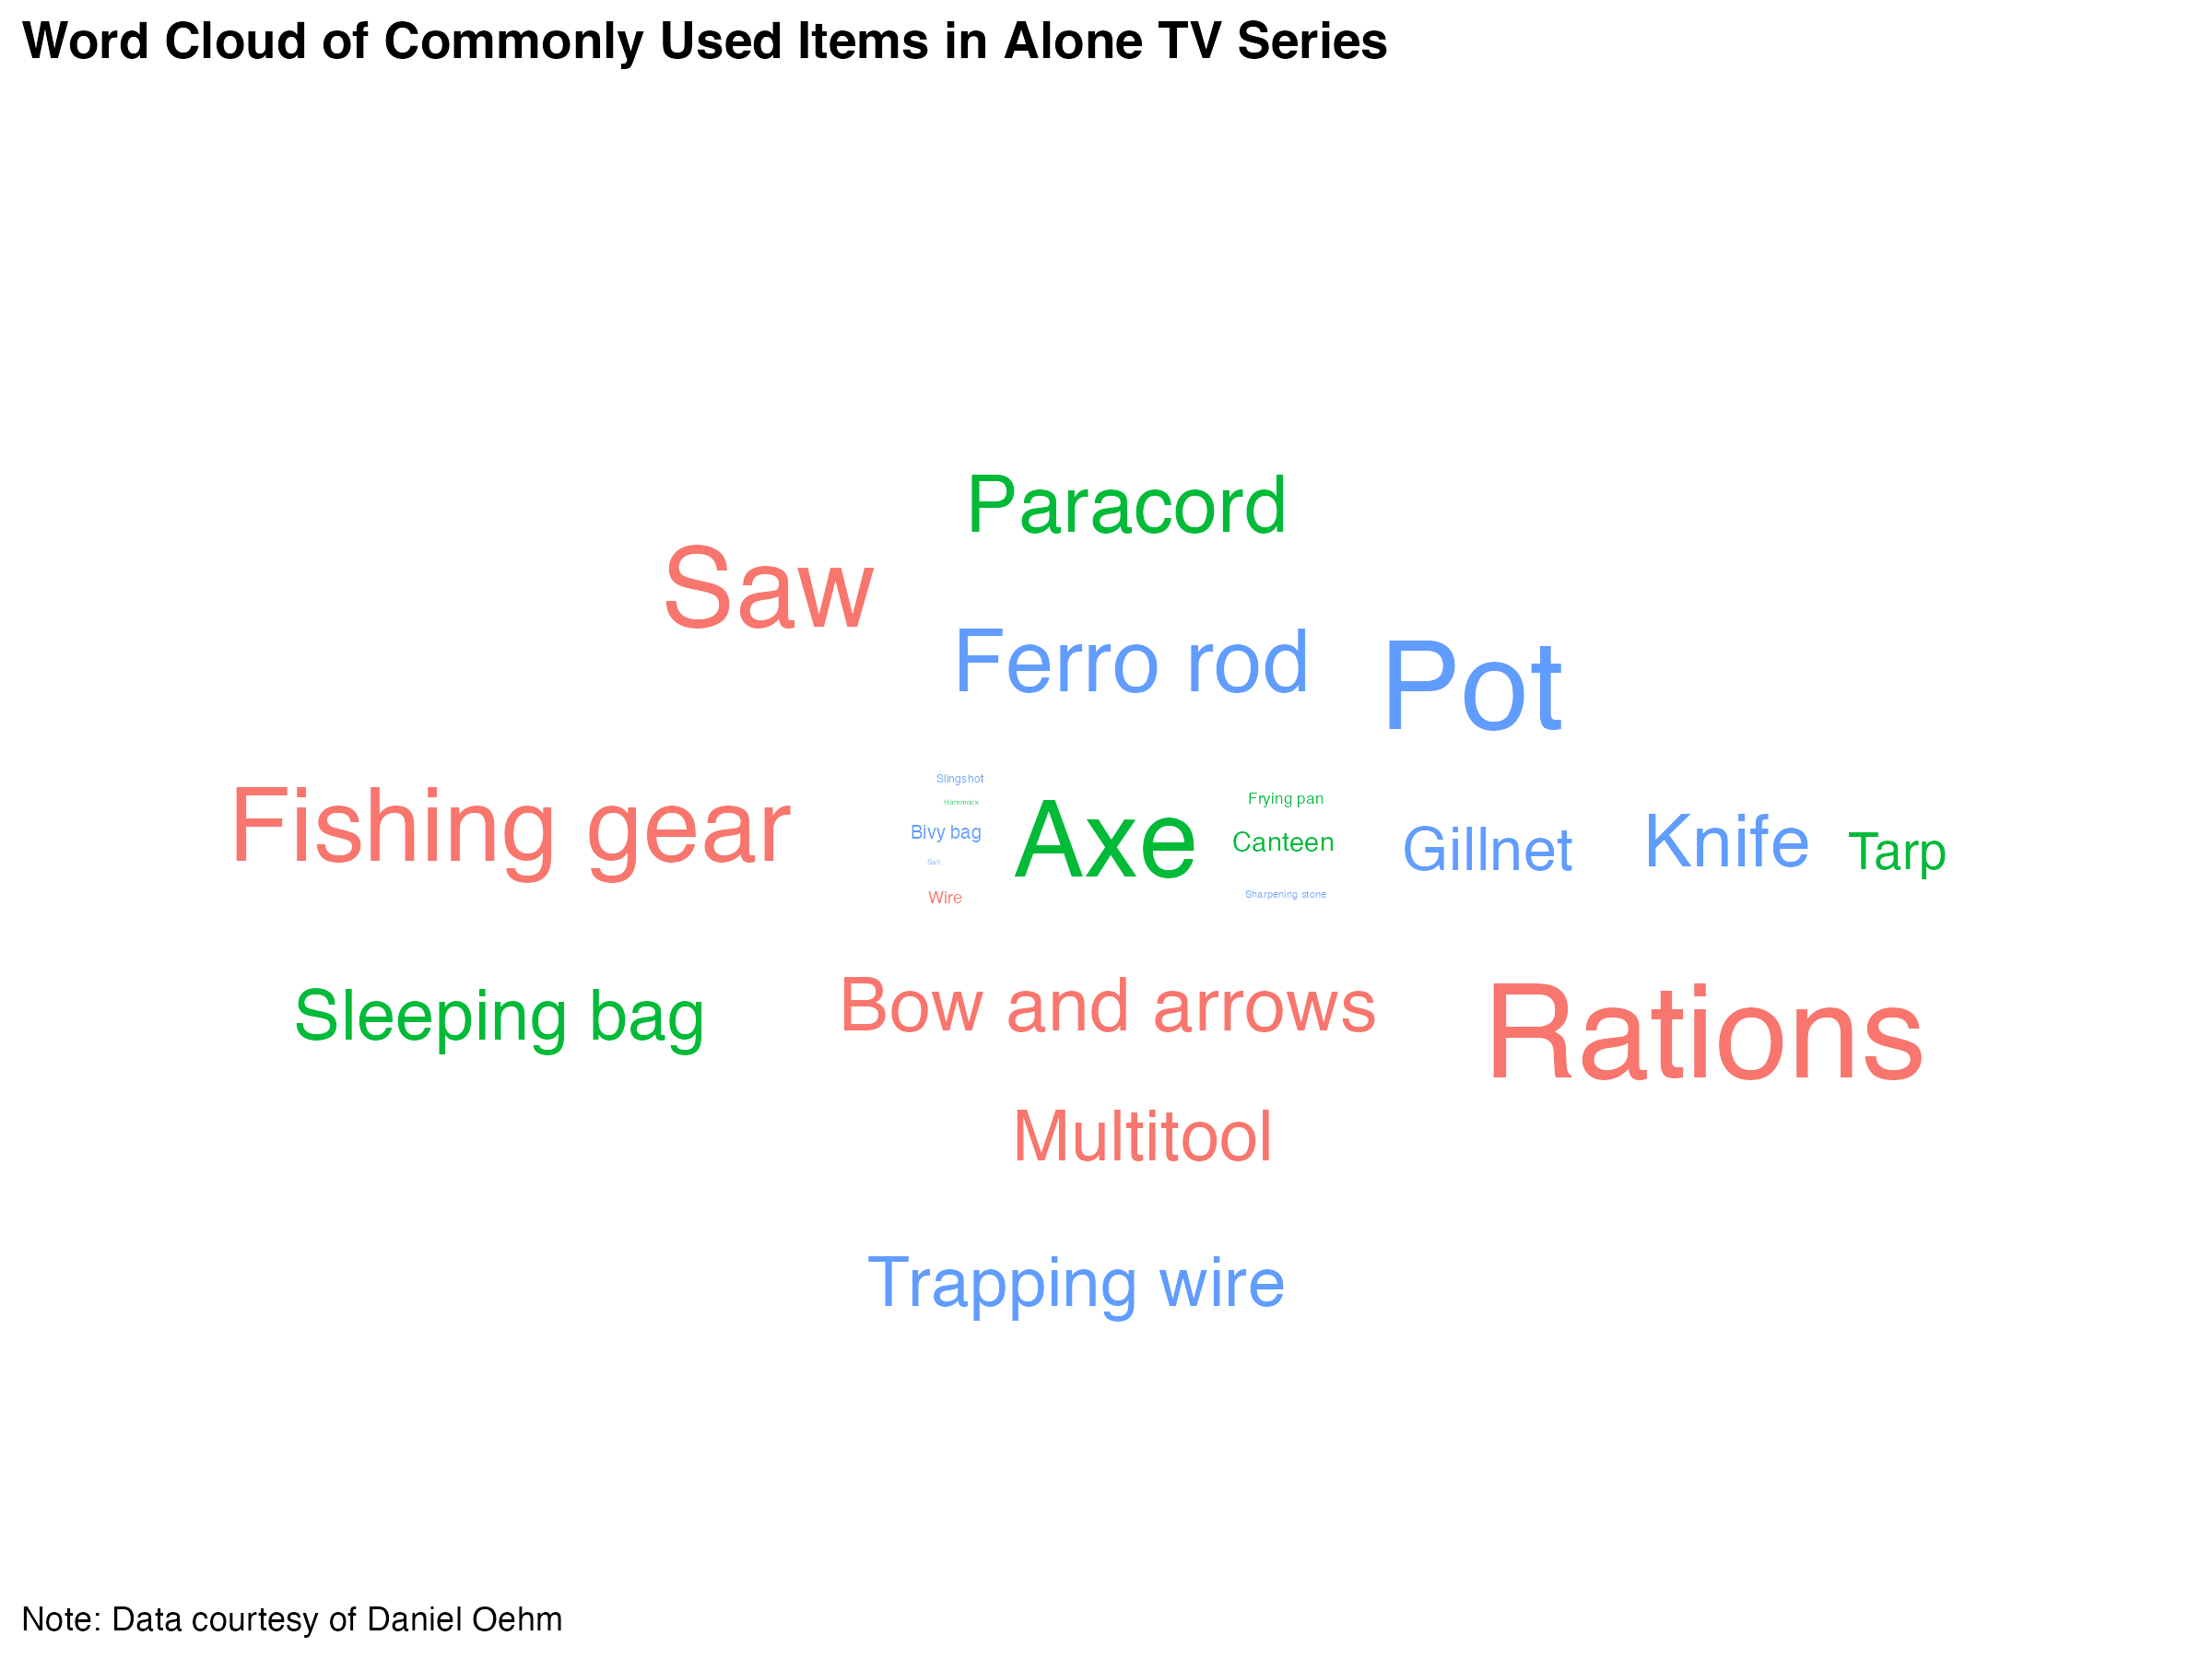 Word Cloud of Commonly Used Items in Alone TV Series
Paracord
Saw
Ferro rod
Pot
Slingshot
Hammock
Frying pan
Fishing gear
Bivy bag
Axe
Canteen
Gillnet
Knife
Tarp
Salt
Wire
Sharpening stone
Sleeping bag
Bow and arrows
Rations
Multitool
Trapping wire
Note: Data courtesy of Daniel Oehm